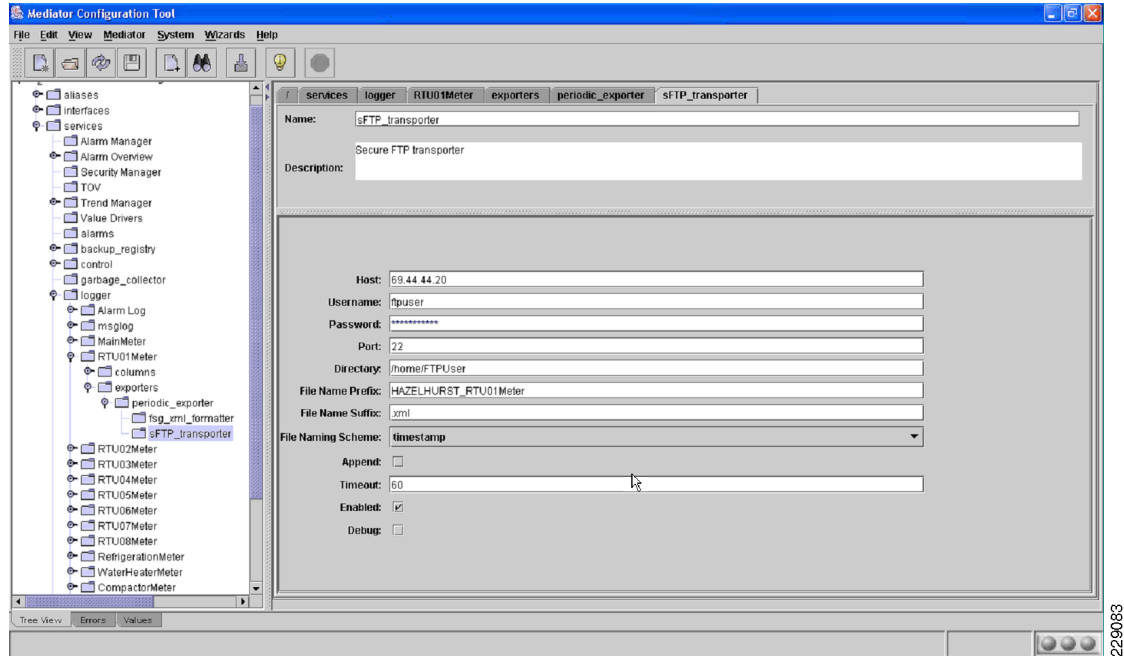 Mediator Configuration Tool
File Edit View Mediator System Wizards Help
aliases
interfaces
services
Alarm Manager
Alarm Overview
Security Manager
TOV
Trend Manager
Value Drivers
alarms
backup_registry
control
garbage_collector
logger
Alarm Log
msglog
MainMeter
RTU01Meter
columns
exporters
periodic_exporter
fsg_xml_formatter
sFTP_transporter
RTU02Meter
RTU03Meter
RTU04Meter
RTU05Meter
RTU06Meter
RTU07Meter
RTU08Meter
RefrigerationMeter
WaterHeaterMeter
CompactorMeter
/ services logger RTU01Meter exporters periodic_exporter sFTP_transporter
Name: sFTP_transporter
Description: Secure FTP transporter
Host: 69.44.44.20
Username: ftpuser
Password: ***********
Port: 22
Directory: /home/FTPUser
File Name Prefix: HAZELHURST_RTU01Meter
File Name Suffix: .xml
File Naming Scheme: timestamp
Append:
Timeout: 60
Enabled:
Debug:
Tree View Errors Values
229083